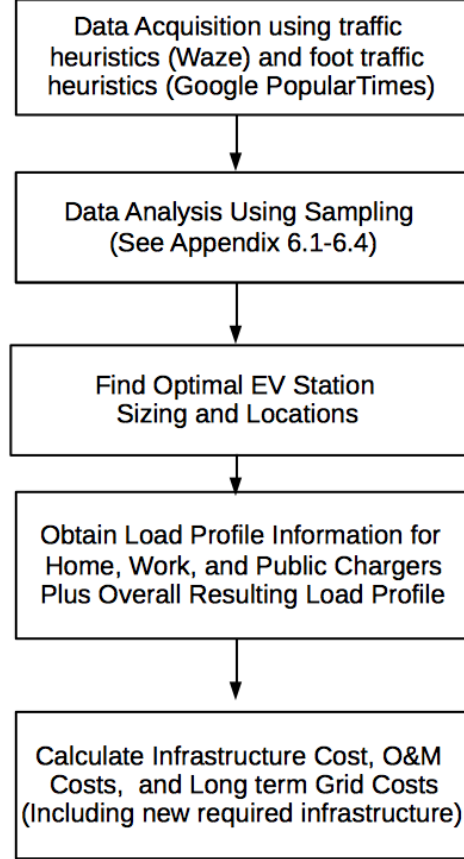 Data Acquisition using traffic
heuristics (Waze) and foot traffic
heuristics (Google PopularTimes)
Data Analysis Using Sampling
(See Appendix 6.1-6.4)
Find Optimal EV Station
Sizing and Locations
Obtain Load Profile Information for
Home, Work, and Public Chargers
Plus Overall Resulting Load Profile
Calculate Infrastructure Cost, O&M
Costs, and Long term Grid Costs
(Including new required infrastructure)